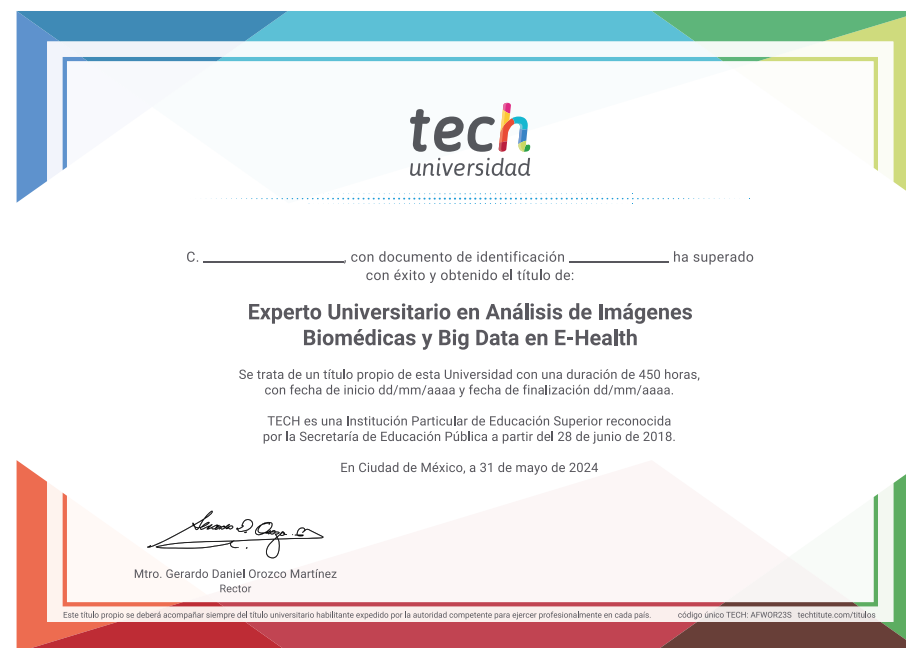 tech
universidad
C. ____________, con documento de identificación ____________ ha superado
con éxito y obtenido el título de:
Experto Universitario en Análisis de Imágenes
Biomédicas y Big Data en E-Health
Se trata de un título propio de esta Universidad con una duración de 450 horas,
con fecha de inicio dd/mm/aaaa y fecha de finalización dd/mm/aaaa.
TECH es una Institución Particular de Educación Superior reconocida
por la Secretaría de Educación Pública a partir del 28 de junio de 2018.
En Ciudad de México, a 31 de mayo de 2024
Mtro. Gerardo Daniel Orozco Martínez
Rector
Este título propio se deberá acompañar siempre del título universitario habilitante expedido por la autoridad competente para ejercer profesionalmente en cada país. código único TECH: AFWOR23S techtitute.com/titulos